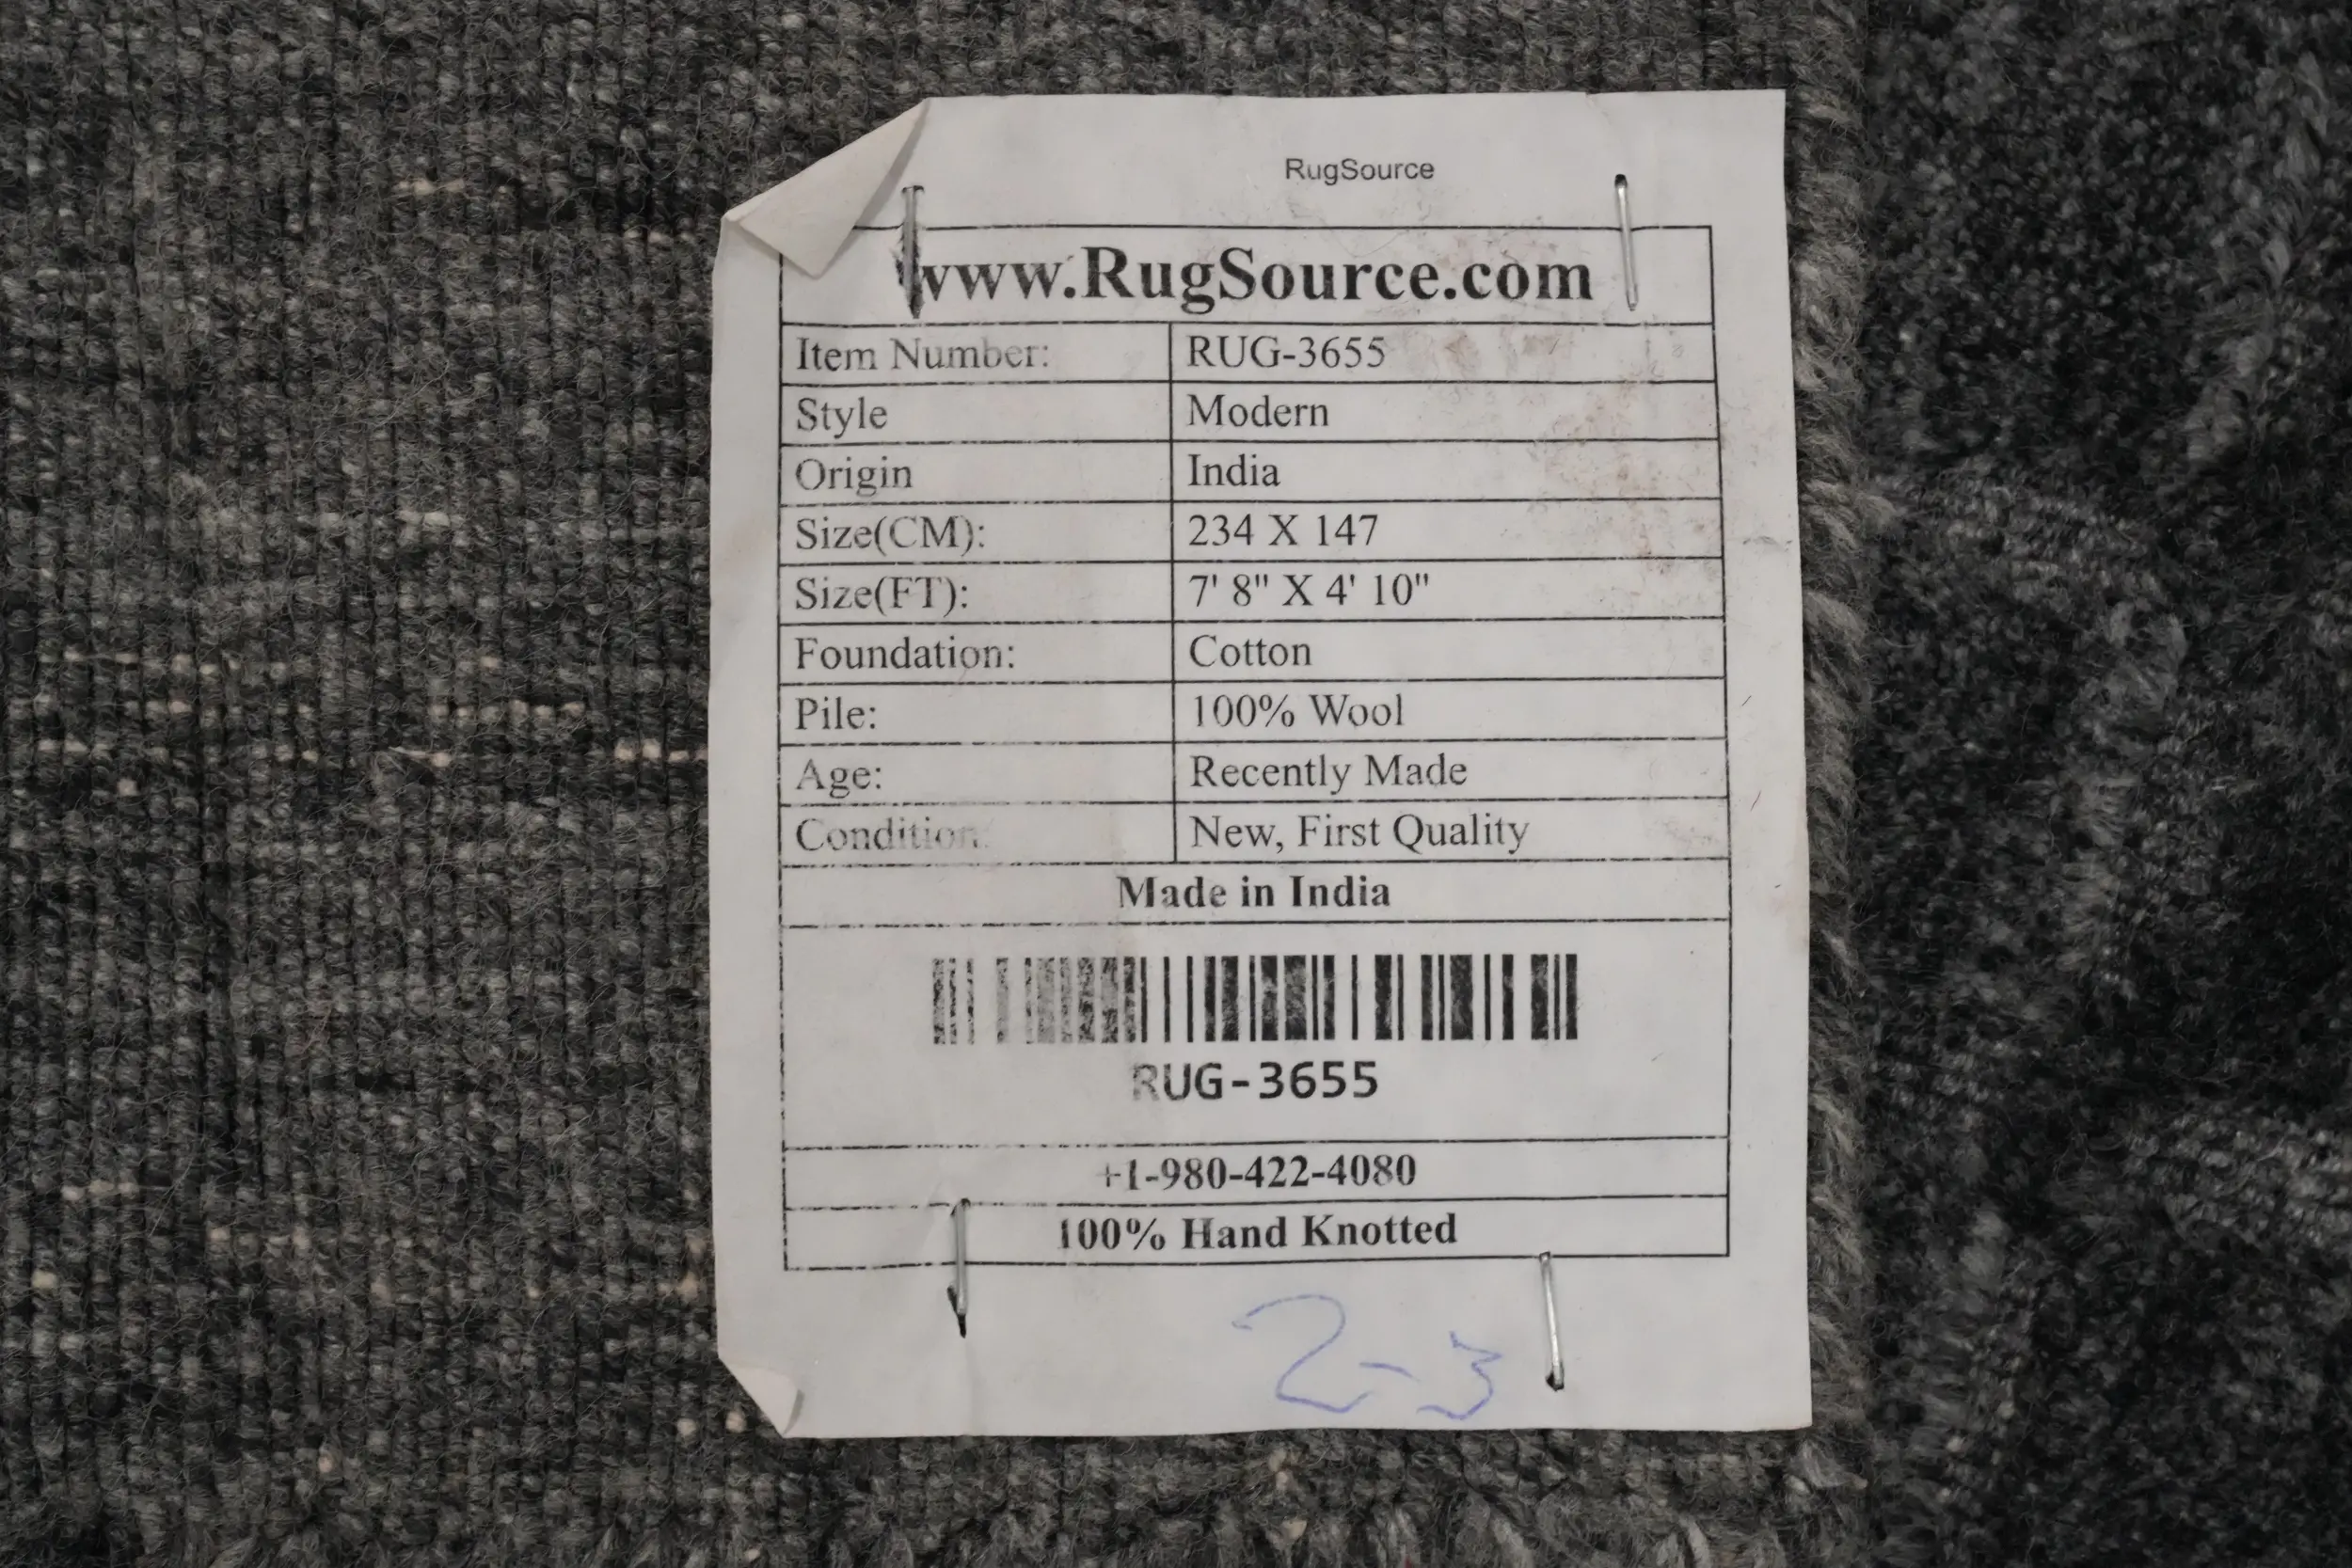 RugSource
www.RugSource.com
Item Number: RUG-3655
Style Modern
Origin India
Size(CM): 234 X 147
Size(FT): 7' 8" X 4' 10"
Foundation: Cotton
Pile: 100% Wool
Age: Recently Made
Condition: New, First Quality
Made in India
RUG-3655
+1-980-422-4080
100% Hand Knotted
2-3